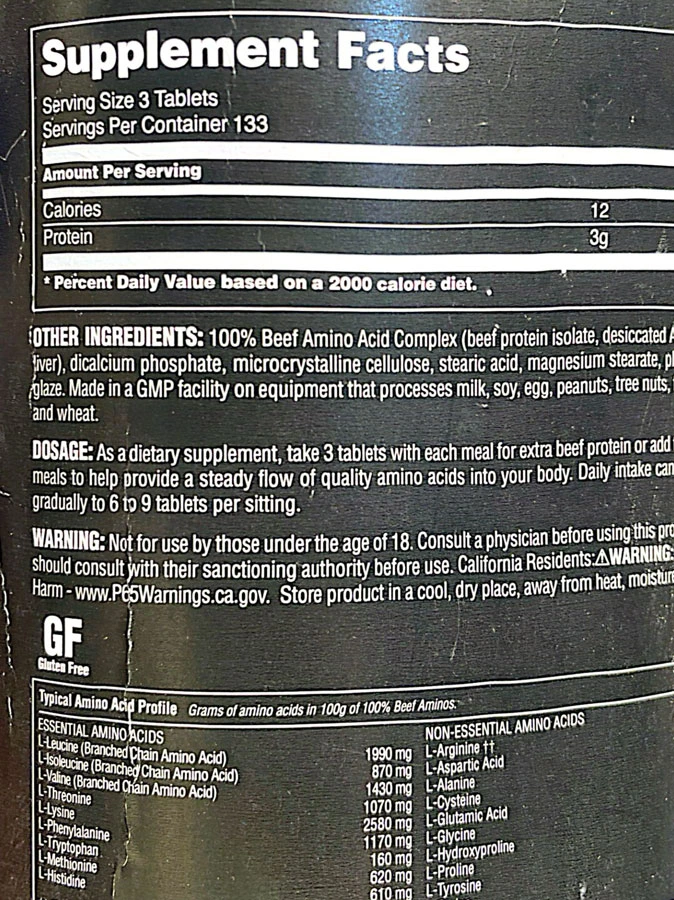 Supplement Facts
Serving Size 3 Tablets
Servings Per Container 133
Amount Per Serving
Calories 12
Protein 3g
* Percent Daily Value based on a 2000 calorie diet.
OTHER INGREDIENTS: 100% Beef Amino Acid Complex (beef protein isolate, desiccated
liver), dicalcium phosphate, microcrystalline cellulose, stearic acid, magnesium stearate,
glaze. Made in a GMP facility on equipment that processes milk, soy, egg, peanuts, tree nuts,
and wheat.
DOSAGE: As a dietary supplement, take 3 tablets with each meal for extra beef protein or add
meals to help provide a steady flow of quality amino acids into your body. Daily intake can
gradually to 6 to 9 tablets per sitting.
WARNING: Not for use by those under the age of 18. Consult a physician before using this pro
should consult with their sanctioning authority before use. California Residents:⚠WARNING:
Harm - www.P65Warnings.ca.gov. Store product in a cool, dry place, away from heat, moisture
GF
Gluten Free
Typical Amino Acid Profile Grams of amino acids in 100g of 100% Beef Aminos.
ESSENTIAL AMINO ACIDS NON-ESSENTIAL AMINO ACIDS
L-Leucine (Branched Chain Amino Acid) 1990 mg L-Arginine ††
L-Isoleucine (Branched Chain Amino Acid) 870 mg L-Aspartic Acid
L-Valine (Branched Chain Amino Acid) 1430 mg L-Alanine
L-Threonine 1070 mg L-Cysteine
L-Lysine 2580 mg L-Glutamic Acid
L-Phenylalanine 1170 mg L-Glycine
L-Tryptophan 160 mg L-Hydroxyproline
L-Methionine 620 mg L-Proline
L-Histidine 610 mg L-Tyrosine